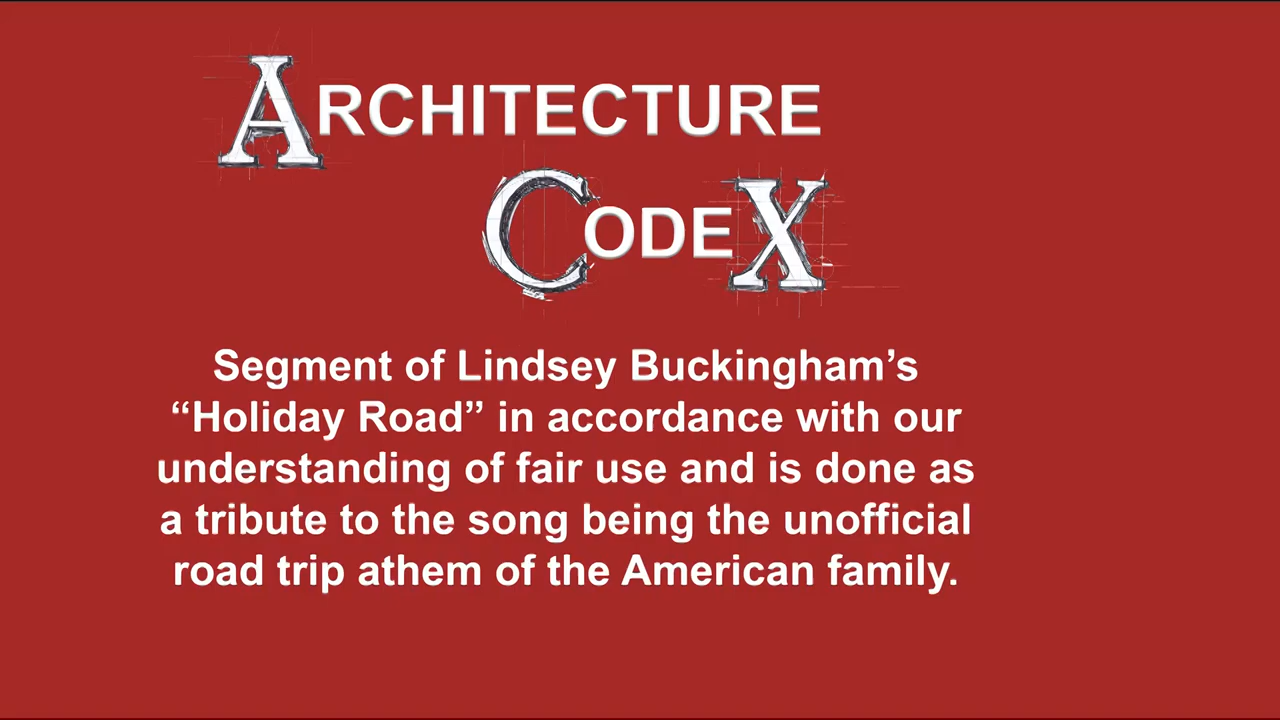 ARCHITECTURE
CODEX
Segment of Lindsey Buckingham’s
“Holiday Road” in accordance with our
understanding of fair use and is done as
a tribute to the song being the unofficial
road trip athem of the American family.